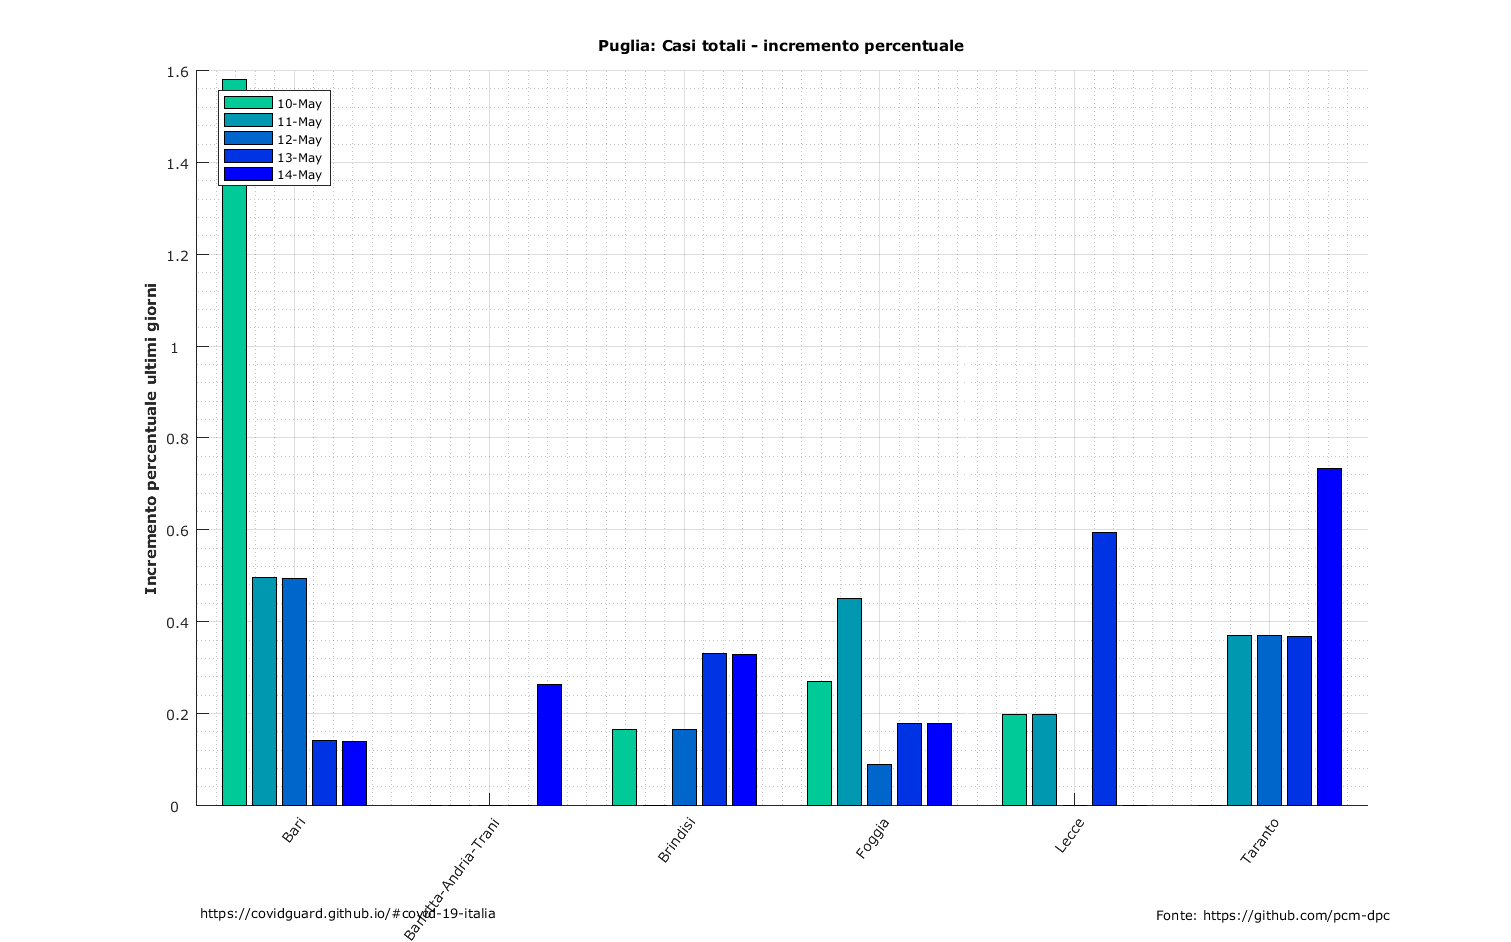 Puglia: Casi totali - incremento percentuale
Incremento percentuale ultimi giorni
1.6
1.4
1.2
1
0.8
0.6
0.4
0.2
0
10-May
11-May
12-May
13-May
14-May
Bari
Barletta-Andria-Trani
Brindisi
Foggia
Lecce
Taranto
https://covidguard.github.io/#covid-19-italia
Fonte: https://github.com/pcm-dpc